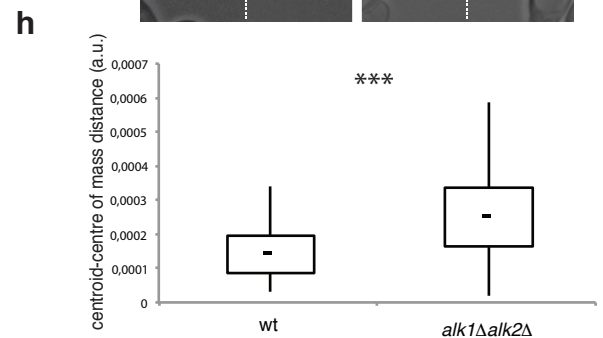 h
centroid-centre of mass distance (a.u.)
0,0007
0,0006
0,0005
0,0004
0,0003
0,0002
0,0001
0
***
wt
alk1Δalk2Δ